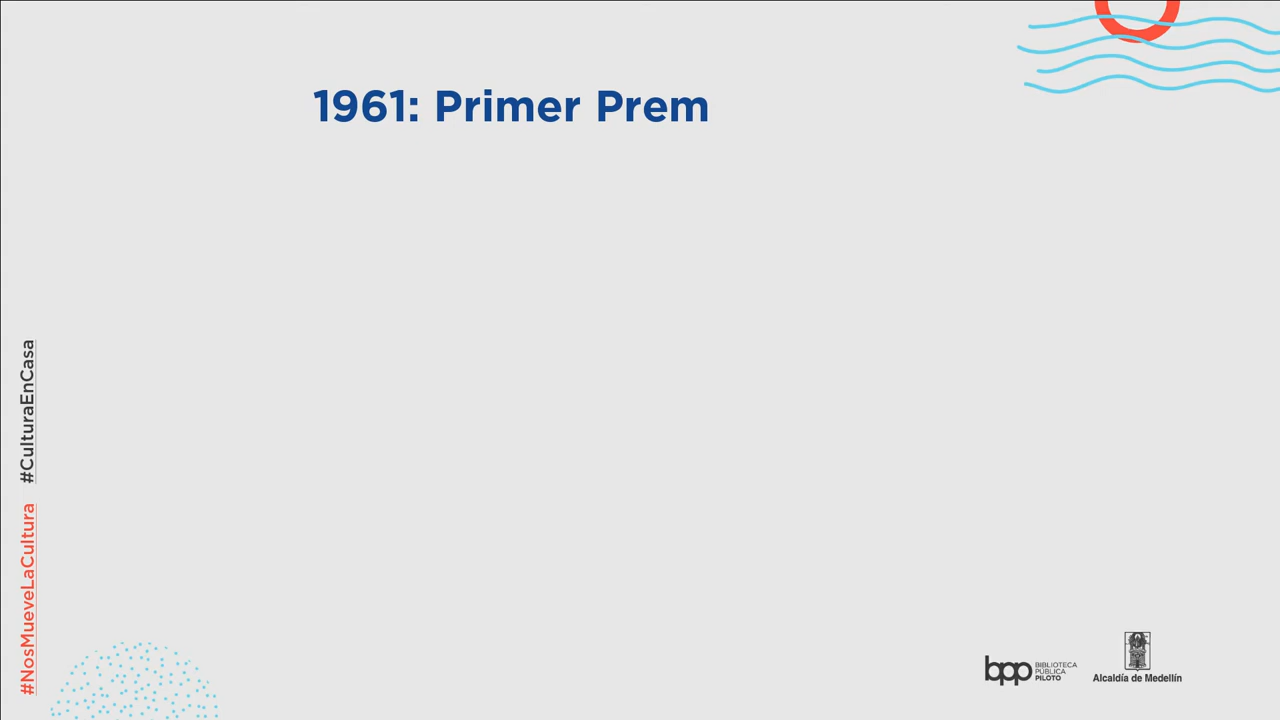 1961: Primer Prem
#CulturaEnCasa
#NosMueveLaCultura
bpp
BIBLIOTECA
PÚBLICA
PILOTO
Alcaldía de Medellín